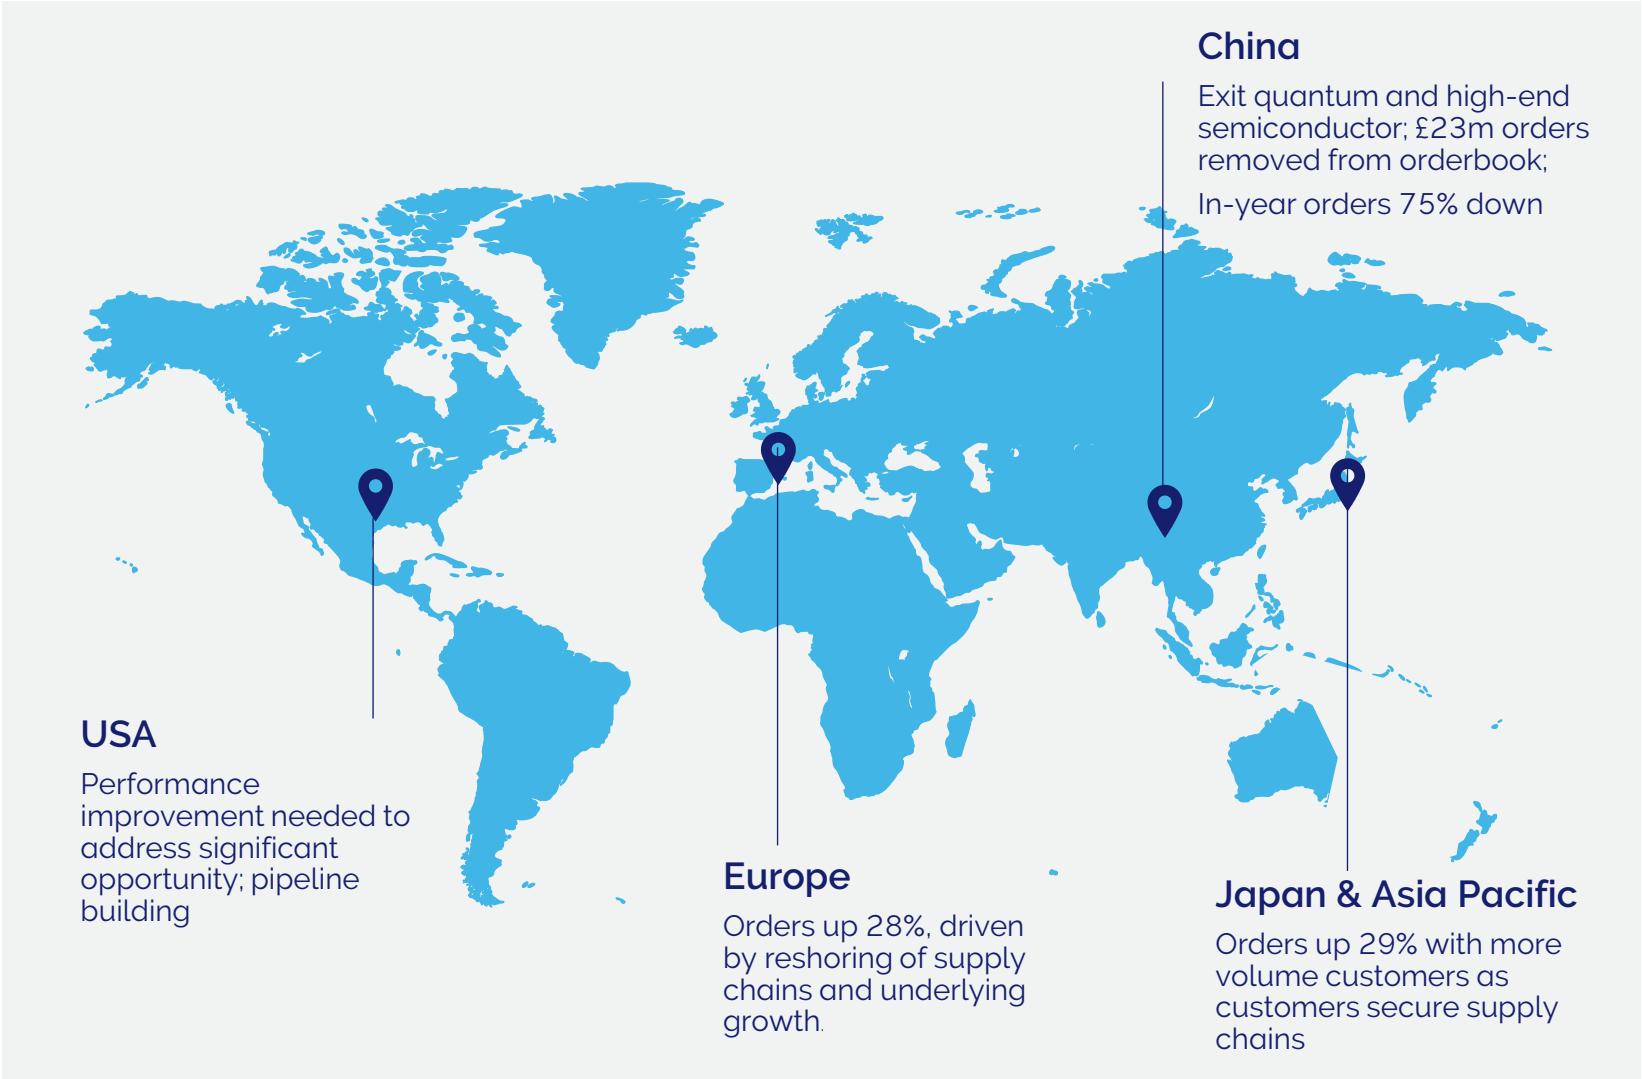 China
Exit quantum and high-end
semiconductor; £23m orders
removed from orderbook;
In-year orders 75% down
USA
Performance
improvement needed to
address significant
opportunity; pipeline
building
Europe
Orders up 28%, driven
by reshoring of supply
chains and underlying
growth.
Japan & Asia Pacific
Orders up 29% with more
volume customers as
customers secure supply
chains